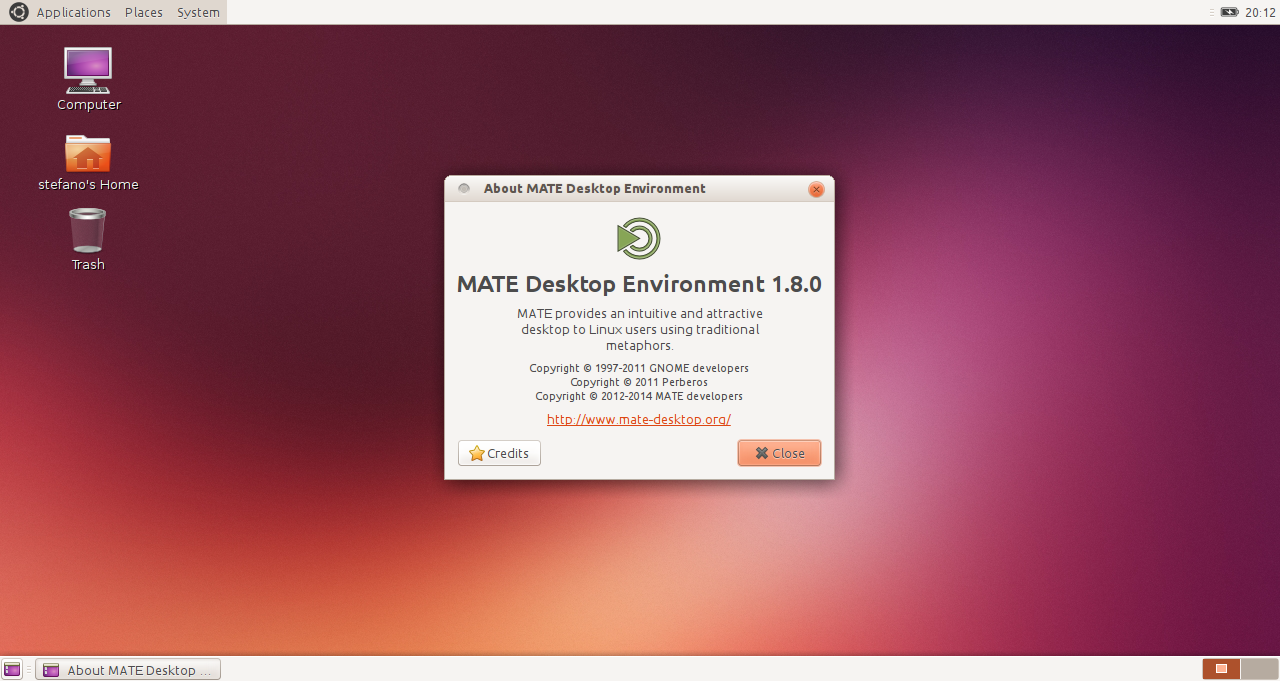 Applications Places System 20:12
Computer
stefano's Home
Trash
About MATE Desktop Environment
MATE Desktop Environment 1.8.0
MATE provides an intuitive and attractive
desktop to Linux users using traditional
metaphors.
Copyright © 1997-2011 GNOME developers
Copyright © 2011 Perberos
Copyright © 2012-2014 MATE developers
http://www.mate-desktop.org/
Credits Close
About MATE Desktop ...